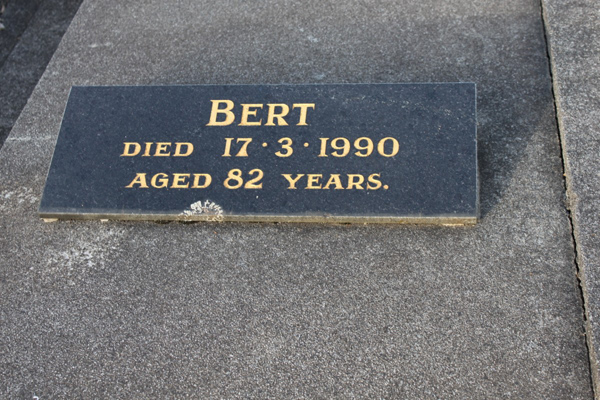 BERT
DIED 17·3·1990
AGED 82 YEARS.